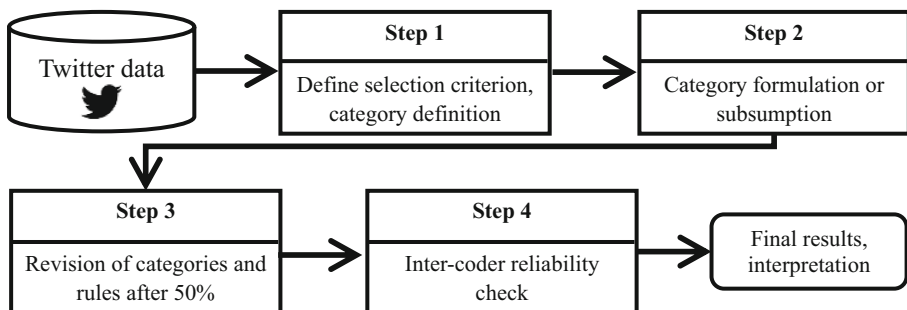 Twitter data
Step 1
Define selection criterion,
category definition
Step 2
Category formulation or
subsumption
Step 3
Revision of categories and
rules after 50%
Step 4
Inter-coder reliability
check
Final results,
interpretation